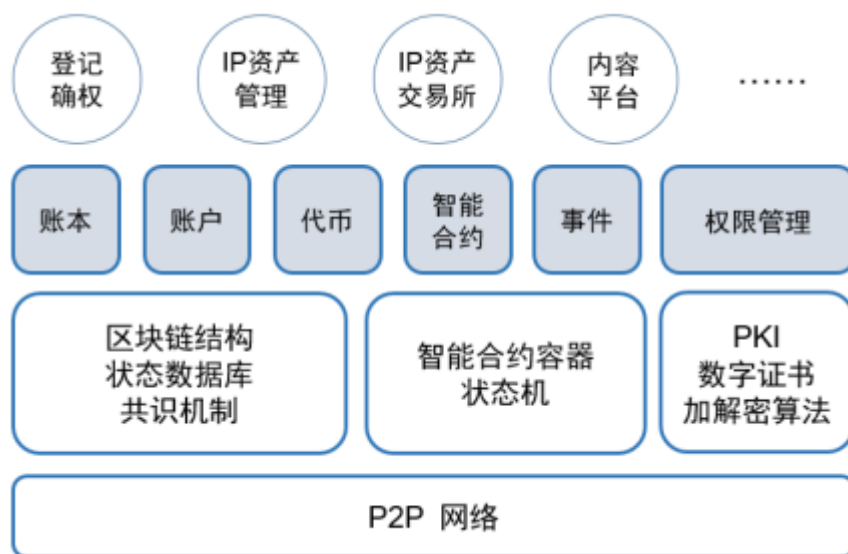 登记
确权
IP资产
管理
IP资产
交易所
内容
平台
……
账本
账户
代币
智能
合约
事件
权限管理
区块链结构
状态数据库
共识机制
智能合约容器
状态机
PKI
数字证书
加解密算法
P2P 网络